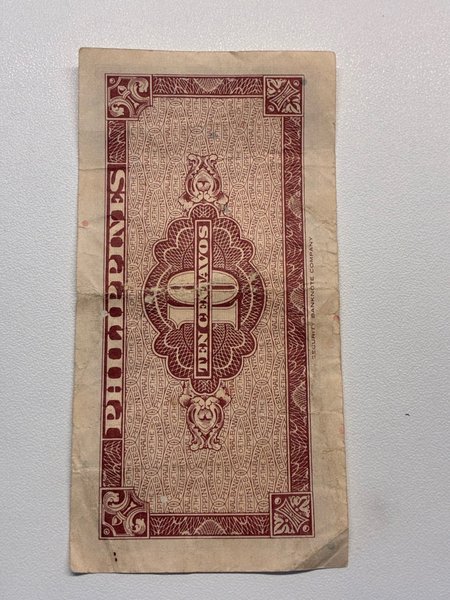 PHILIPPINES
10
TEN CENTAVOS
SECURITY BANKNOTE COMPANY